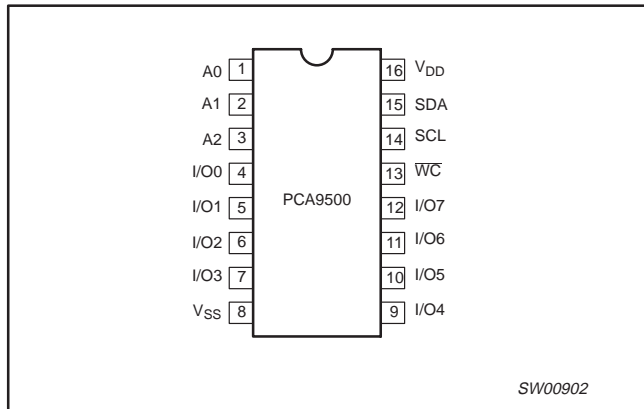 A0 1 16 VDD
A1 2 15 SDA
A2 3 14 SCL
I/O0 4 13 W̅C̅
I/O1 5 PCA9500 12 I/O7
I/O2 6 11 I/O6
I/O3 7 10 I/O5
VSS 8 9 I/O4
SW00902